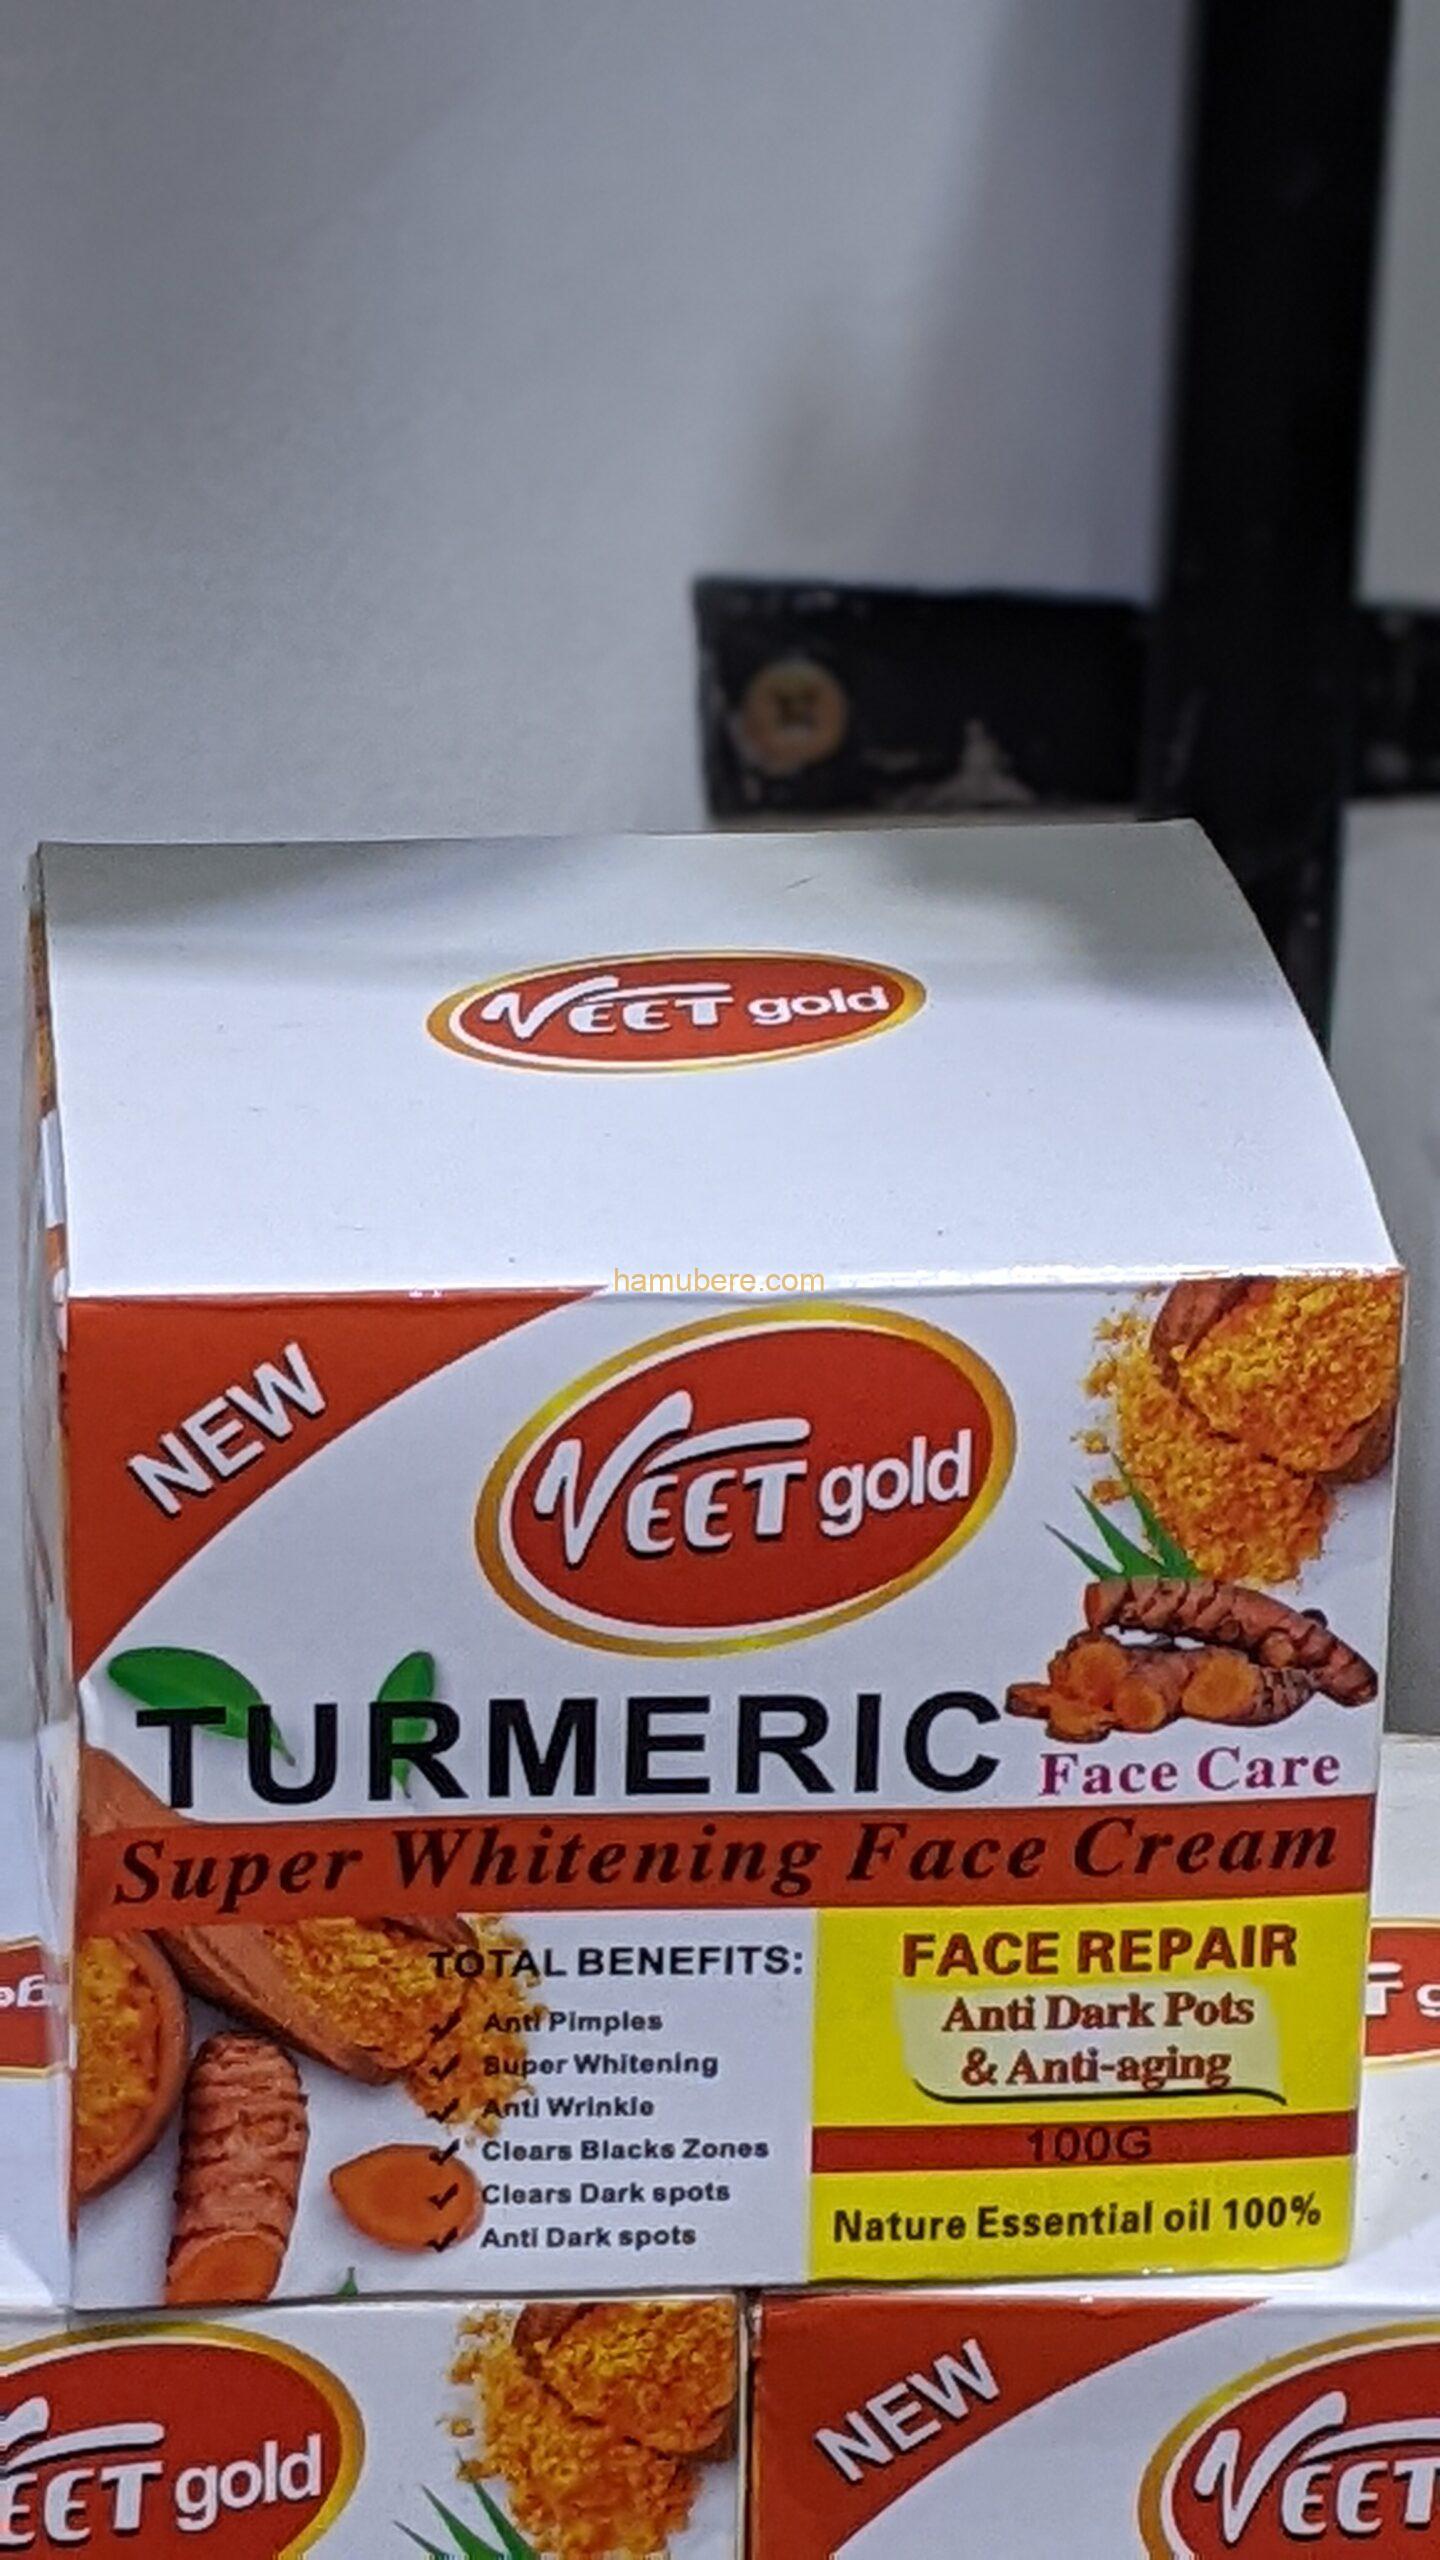 VEET gold
hamubere.com
NEW
VEET gold
TURMERIC
Face Care
Super Whitening Face Cream
TOTAL BENEFITS:
Anti Pimples
Super Whitening
Anti Wrinkle
Clears Blacks Zones
Clears Dark spots
Anti Dark spots
FACE REPAIR
Anti Dark Pots
& Anti-aging
100G
Nature Essential oil 100%
NEW
EET gold
VEET